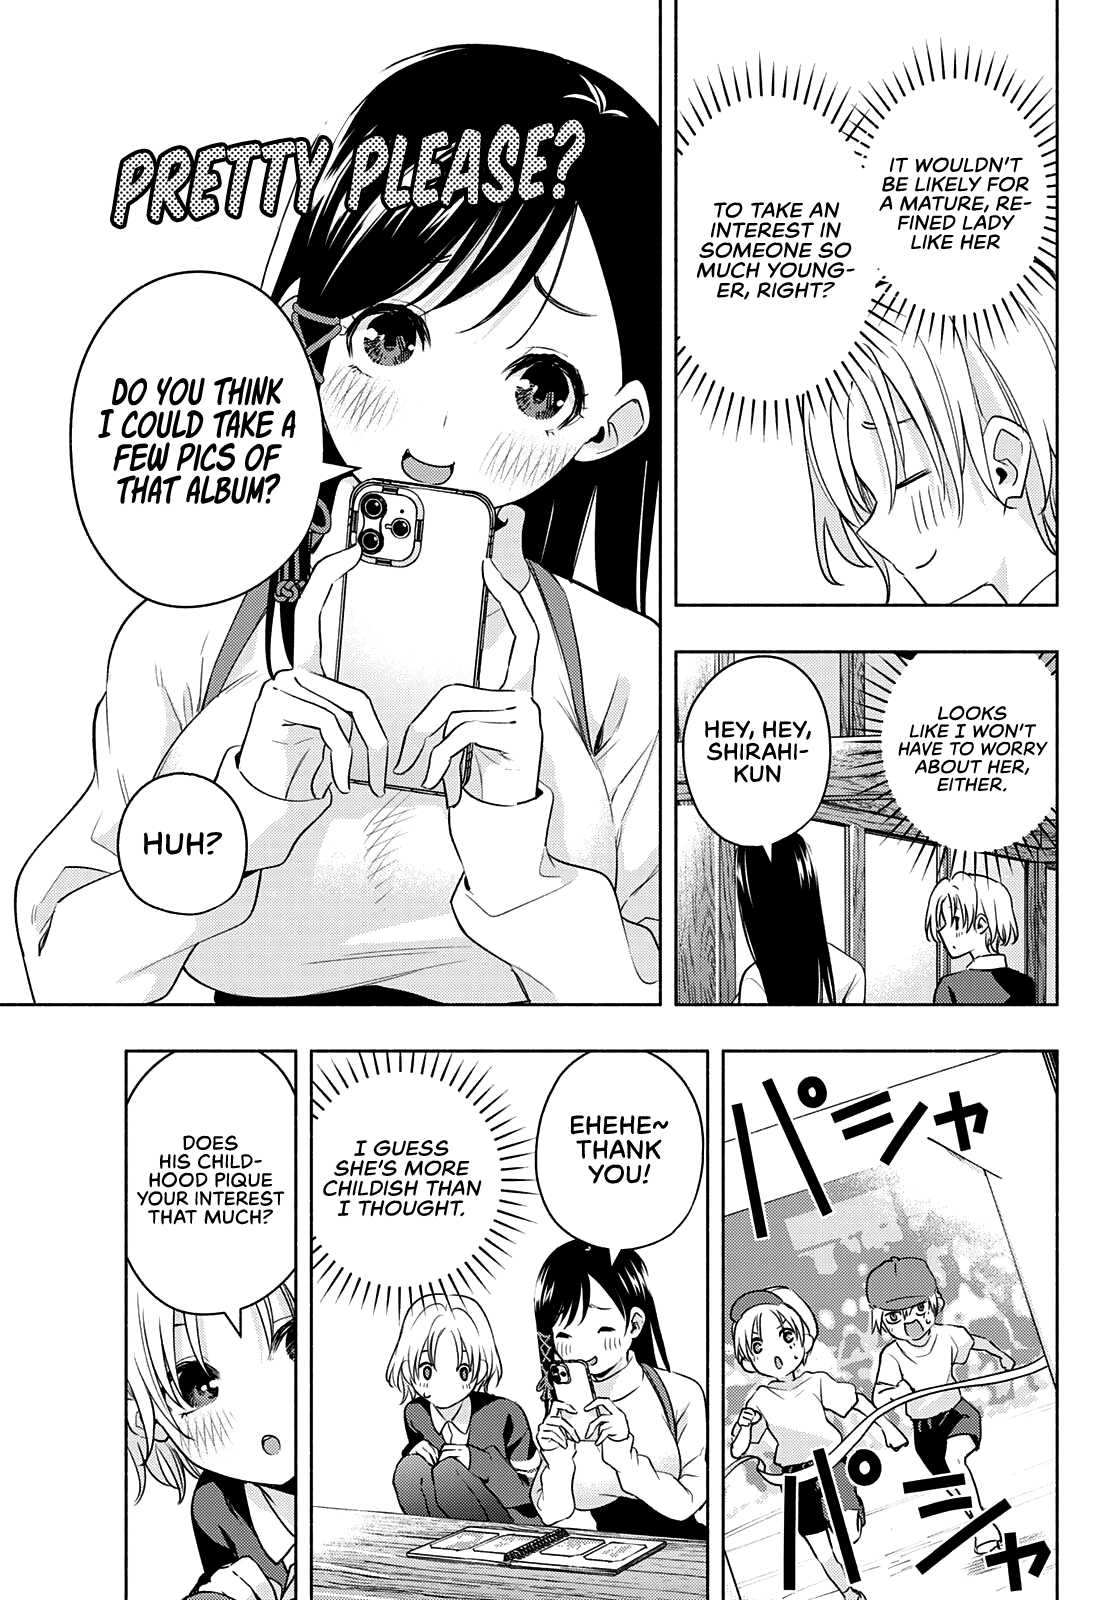 IT WOULDN'T
BE LIKELY FOR
A MATURE, RE-
FINED LADY
LIKE HER
TO TAKE AN
INTEREST IN
SOMEONE SO
MUCH YOUNG-
ER, RIGHT?
LOOKS
LIKE I WON'T
HAVE TO WORRY
ABOUT HER,
EITHER.
HEY, HEY,
SHIRAHI-
KUN
PRETTY PLEASE?
DO YOU THINK
I COULD TAKE A
FEW PICS OF
THAT ALBUM?
HUH?
パシャ
パシャ
EHEHE~
THANK
YOU!
I GUESS
SHE'S MORE
CHILDISH THAN
I THOUGHT.
DOES
HIS CHILD-
HOOD PIQUE
YOUR INTEREST
THAT MUCH?